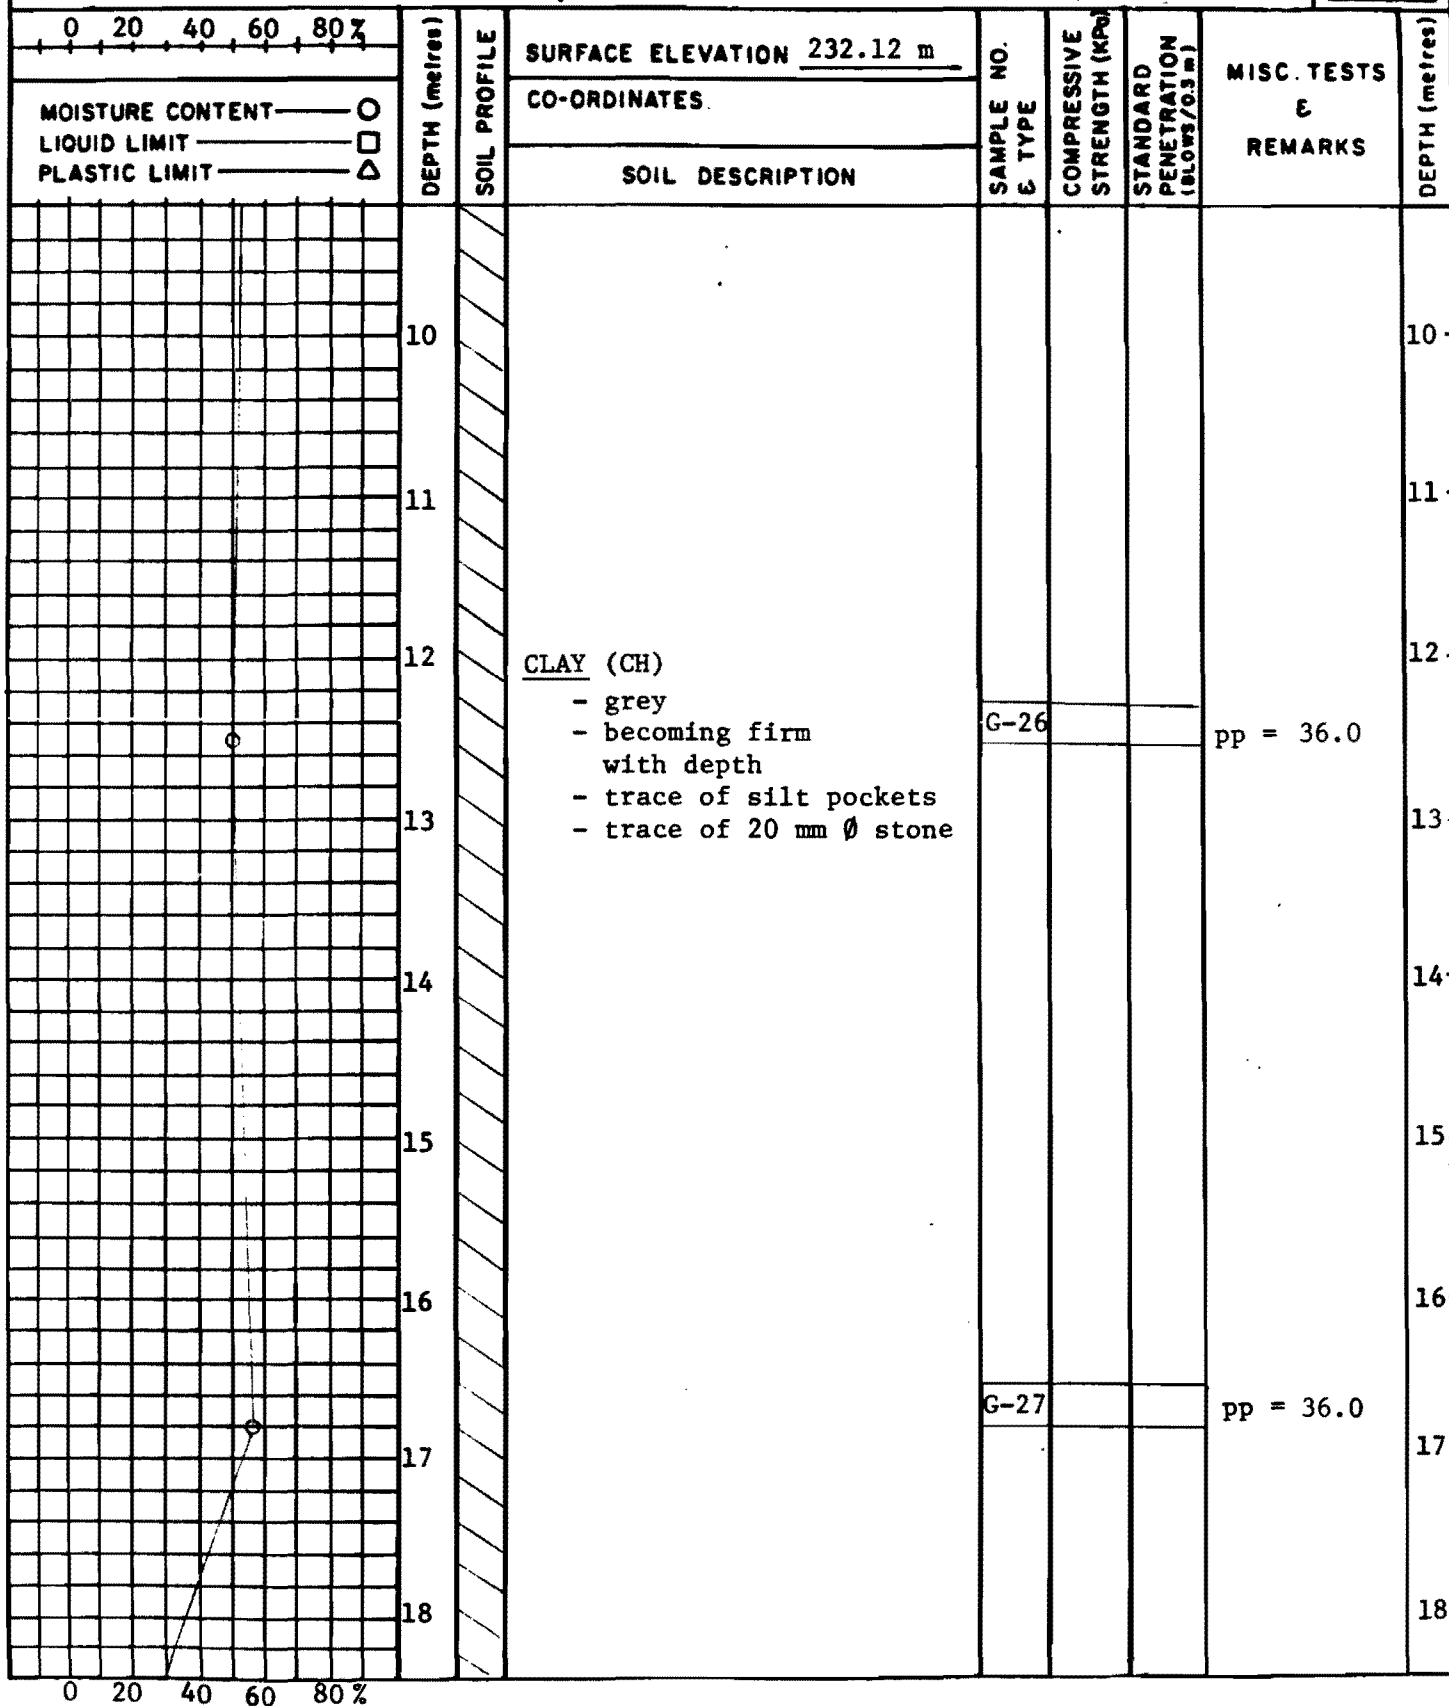 0 20 40 60 80%
MOISTURE CONTENT
LIQUID LIMIT
PLASTIC LIMIT
DEPTH (metres)
SOIL PROFILE
SURFACE ELEVATION 232.12 m
CO-ORDINATES
SOIL DESCRIPTION
SAMPLE NO.
& TYPE
COMPRESSIVE
STRENGTH (KPa)
STANDARD
PENETRATION
(BLOWS/0.3m)
MISC. TESTS
&
REMARKS
DEPTH (metres)
10
11
12
13
14
15
16
17
18
CLAY (CH)
- grey
- becoming firm
with depth
- trace of silt pockets
- trace of 20 mm Ø stone
G-26
pp = 36.0
G-27
pp = 36.0
10
11
12
13
14
15
16
17
18
0 20 40 60 80%